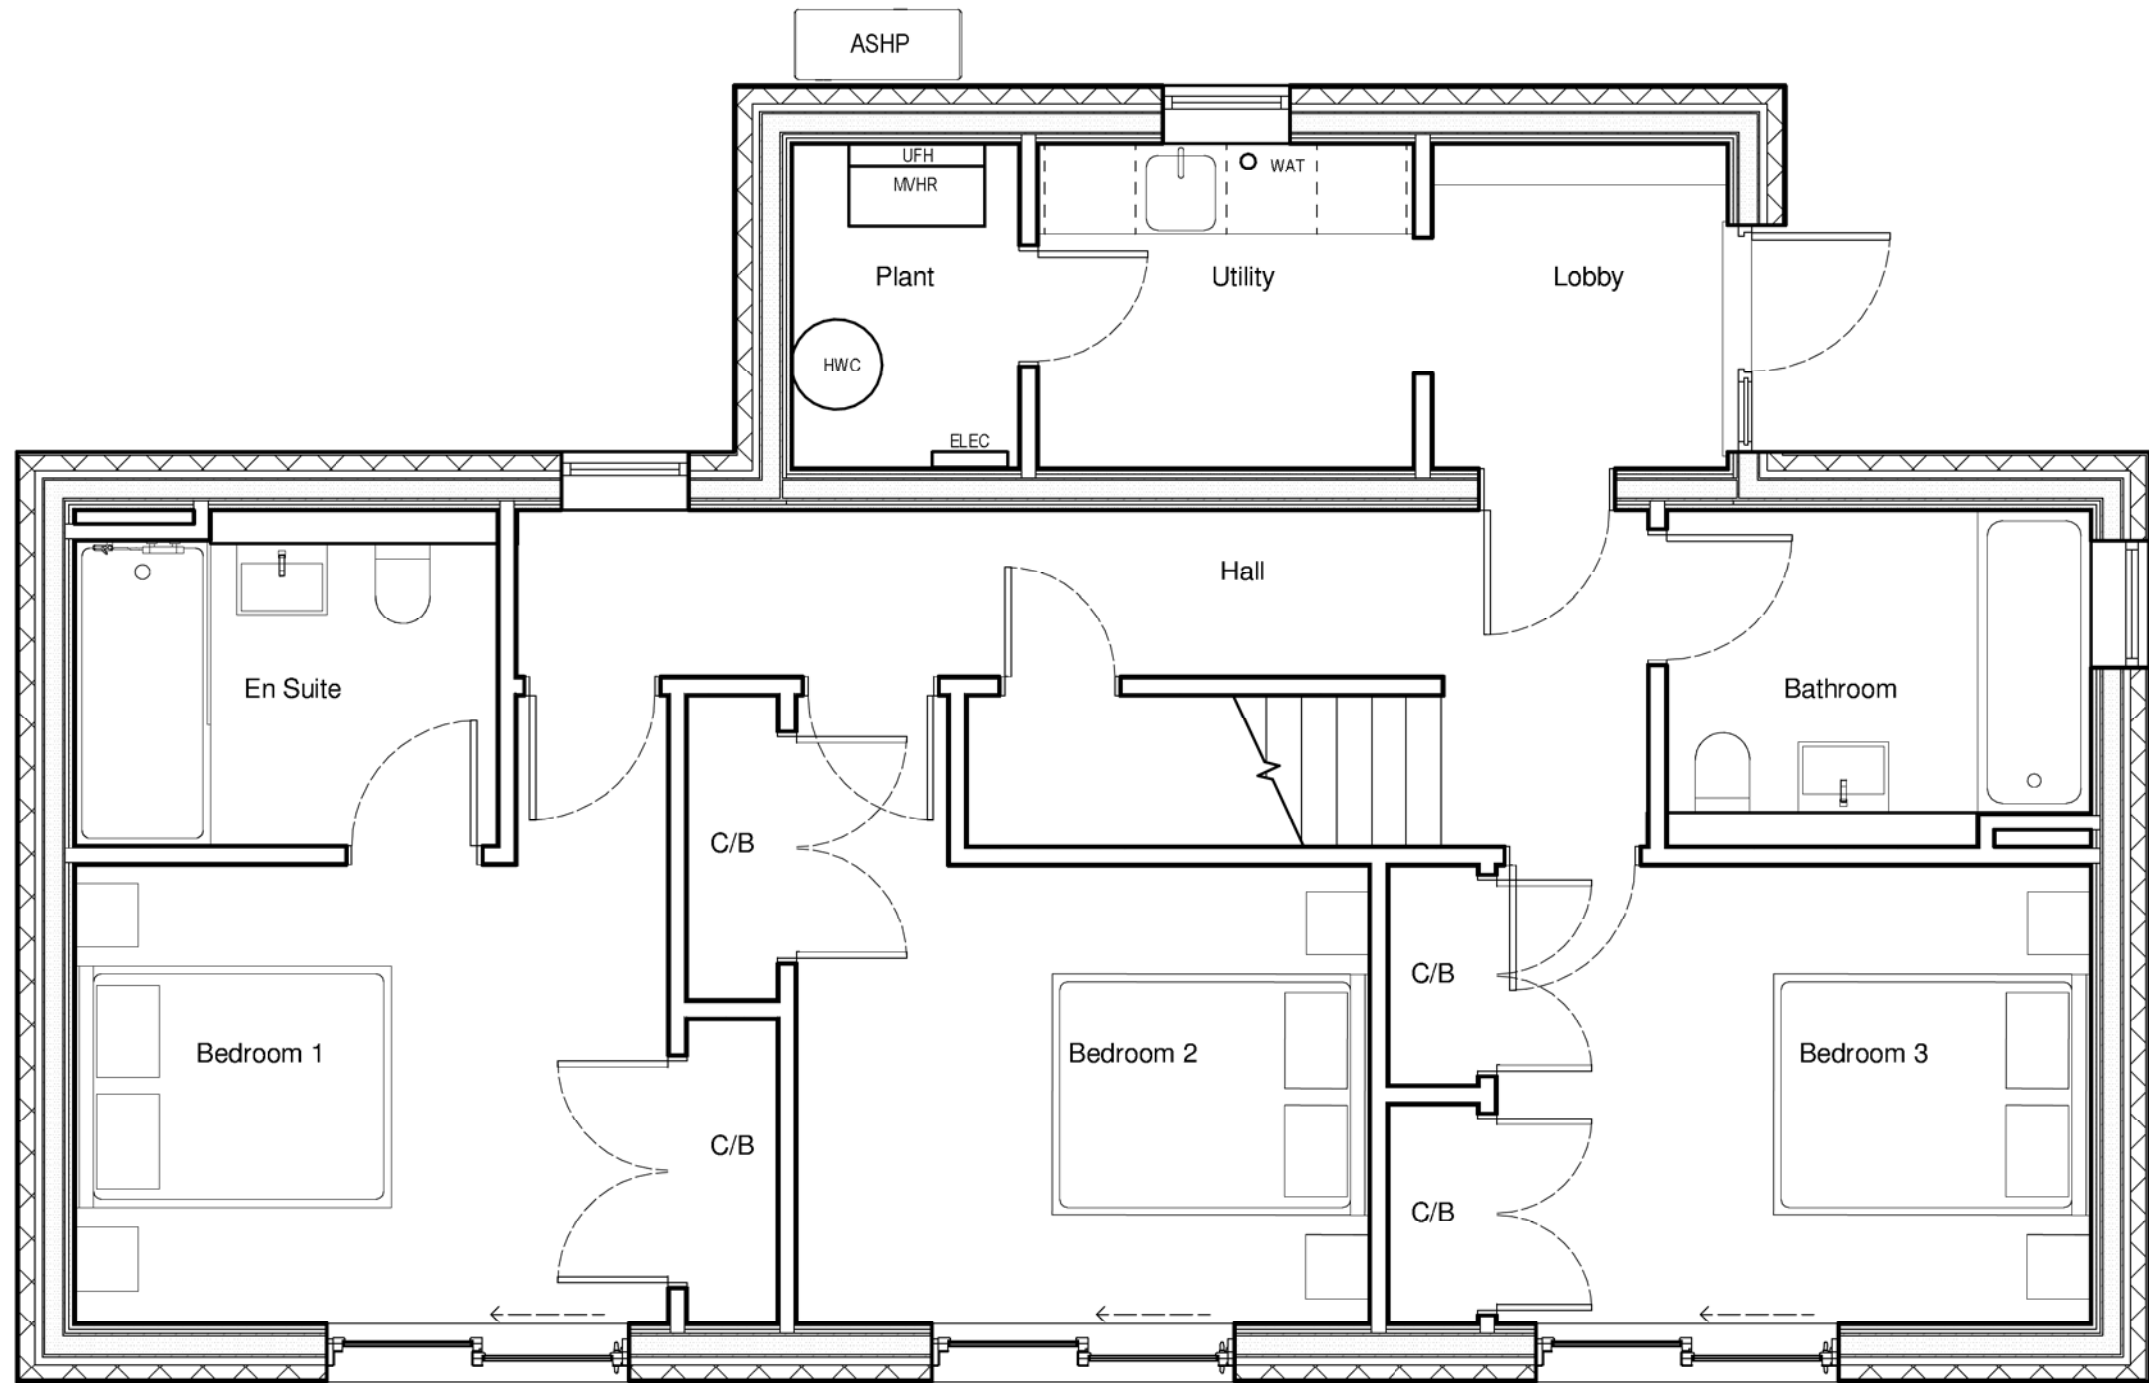 ASHP
UFH
MVHR
WAT
Plant
Utility
Lobby
HWC
ELEC
Hall
En Suite
Bathroom
C/B
C/B
Bedroom 1
Bedroom 2
Bedroom 3
C/B
C/B